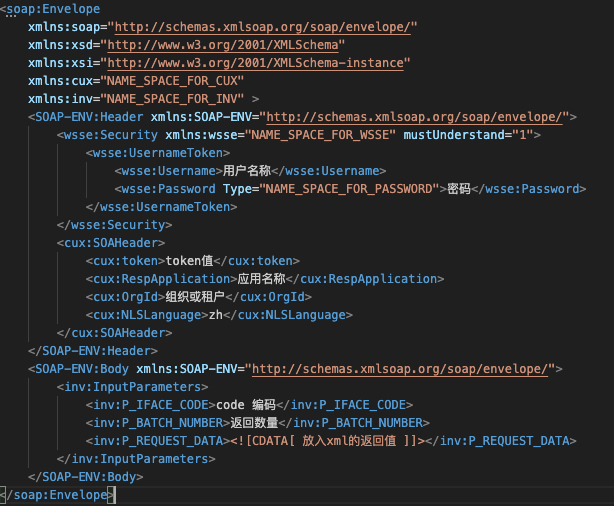 <soap:Envelope
xmlns:soap="http://schemas.xmlsoap.org/soap/envelope/"
xmlns:xsd="http://www.w3.org/2001/XMLSchema"
xmlns:xsi="http://www.w3.org/2001/XMLSchema-instance"
xmlns:cux="NAME_SPACE_FOR_CUX"
xmlns:inv="NAME_SPACE_FOR_INV" >
<SOAP-ENV:Header xmlns:SOAP-ENV="http://schemas.xmlsoap.org/soap/envelope/">
<wsse:Security xmlns:wsse="NAME_SPACE_FOR_WSSE" mustUnderstand="1">
<wsse:UsernameToken>
<wsse:Username>用户名称</wsse:Username>
<wsse:Password Type="NAME_SPACE_FOR_PASSWORD">密码</wsse:Password>
</wsse:UsernameToken>
</wsse:Security>
<cux:SOAHeader>
<cux:token>token值</cux:token>
<cux:RespApplication>应用名称</cux:RespApplication>
<cux:OrgId>组织或租户</cux:OrgId>
<cux:NLSLanguage>zh</cux:NLSLanguage>
</cux:SOAHeader>
</SOAP-ENV:Header>
<SOAP-ENV:Body xmlns:SOAP-ENV="http://schemas.xmlsoap.org/soap/envelope/">
<inv:InputParameters>
<inv:P_IFACE_CODE>code 编码</inv:P_IFACE_CODE>
<inv:P_BATCH_NUMBER>返回数量</inv:P_BATCH_NUMBER>
<inv:P_REQUEST_DATA><![CDATA[ 放入xml的返回值 ]]></inv:P_REQUEST_DATA>
</inv:InputParameters>
</SOAP-ENV:Body>
</soap:Envelope>